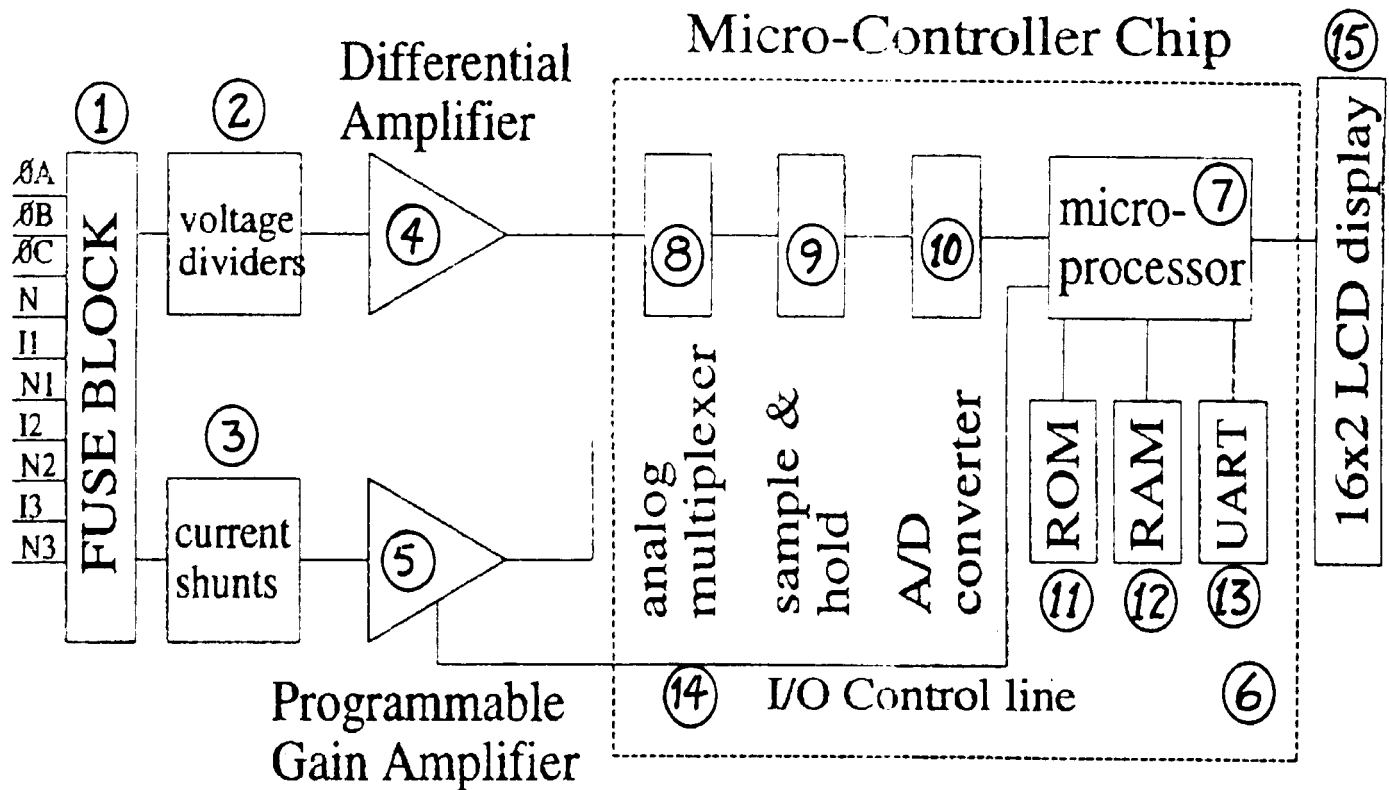 Micro-Controller Chip
15
Differential
Amplifier
1
2
ØA
ØB
ØC
N
I1
N1
I2
N2
I3
N3
FUSE BLOCK
voltage
dividers
4
8
9
10
7
micro-
processor
16x2 LCD display
3
current
shunts
5
analog
multiplexer
sample &
hold
A/D
converter
ROM
RAM
UART
11
12
13
14
I/O Control line
6
Programmable
Gain Amplifier